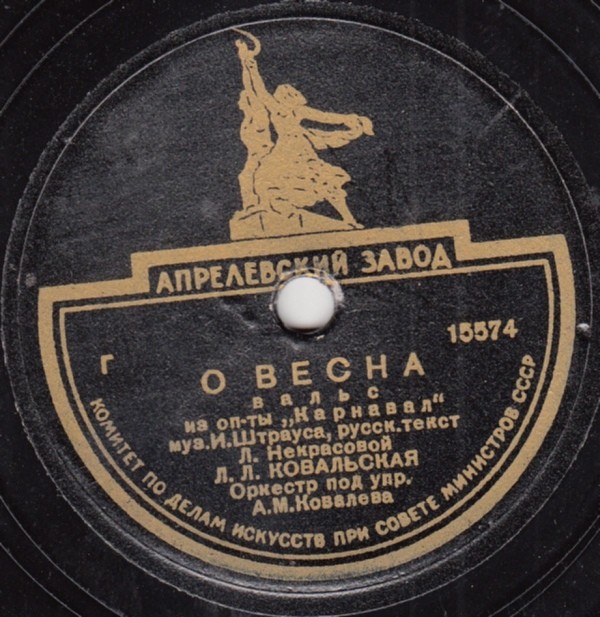 АПРЕЛЕВСКИЙ ЗАВОД
Г
15574
О ВЕСНА
вальс
из оп-ты „Карнавал"
муз.И.Штрауса, русск.текст
Л. Некрасовой
Л. Л. КОВАЛЬСКАЯ
Оркестр под упр.
А.М.Ковалева
КОМИТЕТ ПО ДЕЛАМ ИСКУССТВ ПРИ СОВЕТЕ МИНИСТРОВ СССР